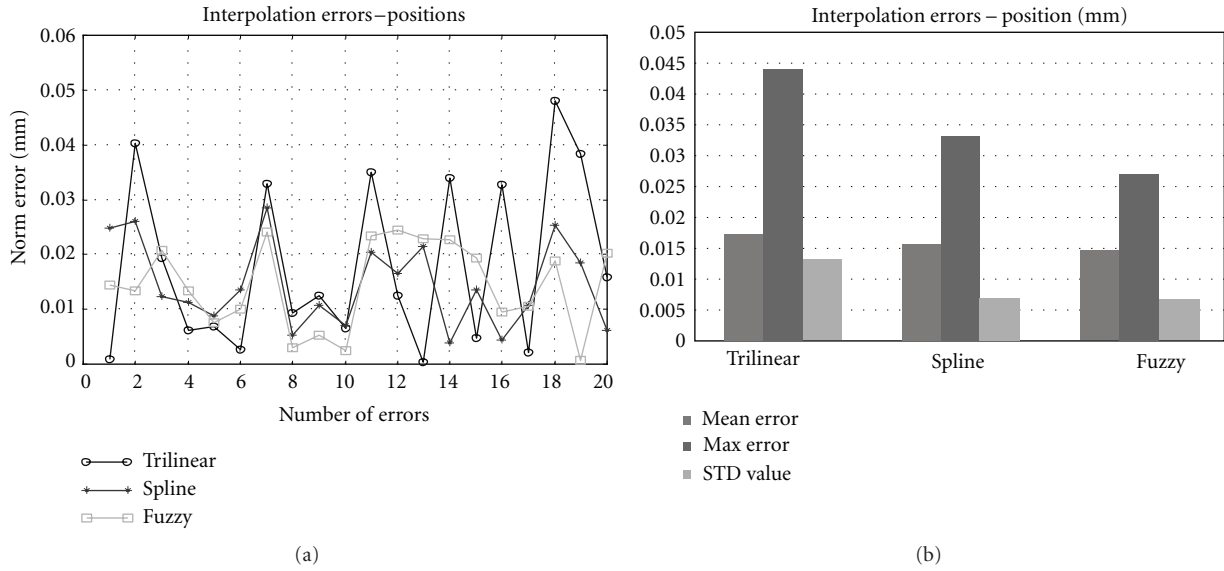 Interpolation errors–positions
Norm error (mm)
0.06
0.05
0.04
0.03
0.02
0.01
0
0 2 4 6 8 10 12 14 16 18 20
Number of errors
Trilinear
Spline
Fuzzy
(a)
Interpolation errors – position (mm)
0.05
0.045
0.04
0.035
0.03
0.025
0.02
0.015
0.01
0.005
0
Trilinear Spline Fuzzy
Mean error
Max error
STD value
(b)